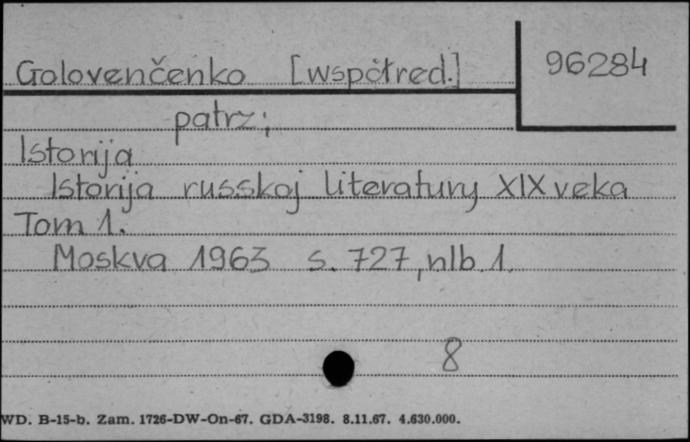 Golovenčenko [współred.] 96284
patrz;
Istorija
Istorija russkoj literatury XIX veka
Tom 1.
Moskva 1963 s. 727, nlb 1.
8
WD. B-15-b. Zam. 1726-DW-On-67. GDA-3198. 8.11.67. 4.630.000.